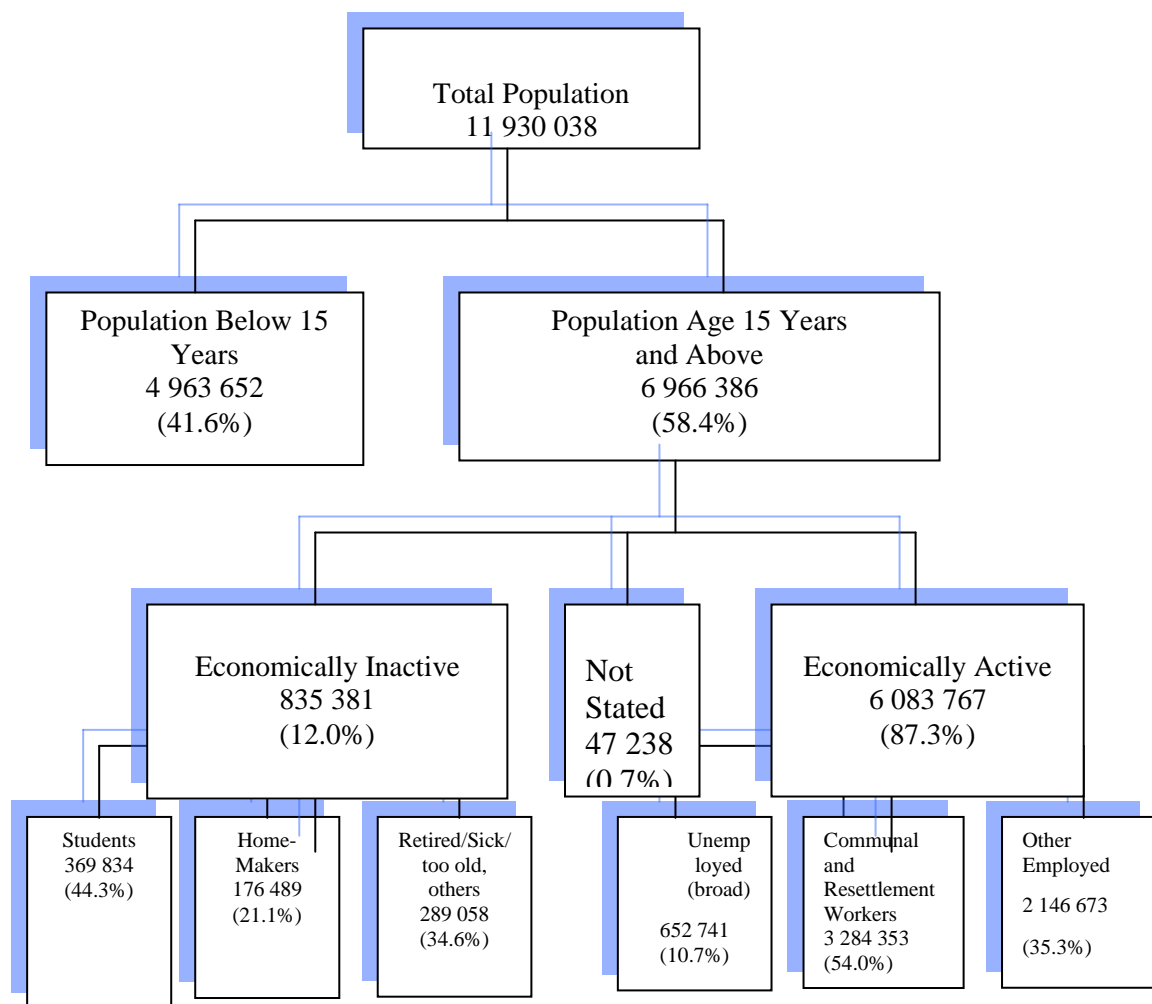 Total Population
11 930 038
Population Below 15
Years
4 963 652
(41.6%)
Population Age 15 Years
and Above
6 966 386
(58.4%)
Economically Inactive
835 381
(12.0%)
Not
Stated
47 238
(0.7%)
Economically Active
6 083 767
(87.3%)
Students
369 834
(44.3%)
Home-
Makers
176 489
(21.1%)
Retired/Sick/
too old,
others
289 058
(34.6%)
Unemp
loyed
(broad)
652 741
(10.7%)
Communal
and
Resettlement
Workers
3 284 353
(54.0%)
Other
Employed
2 146 673
(35.3%)